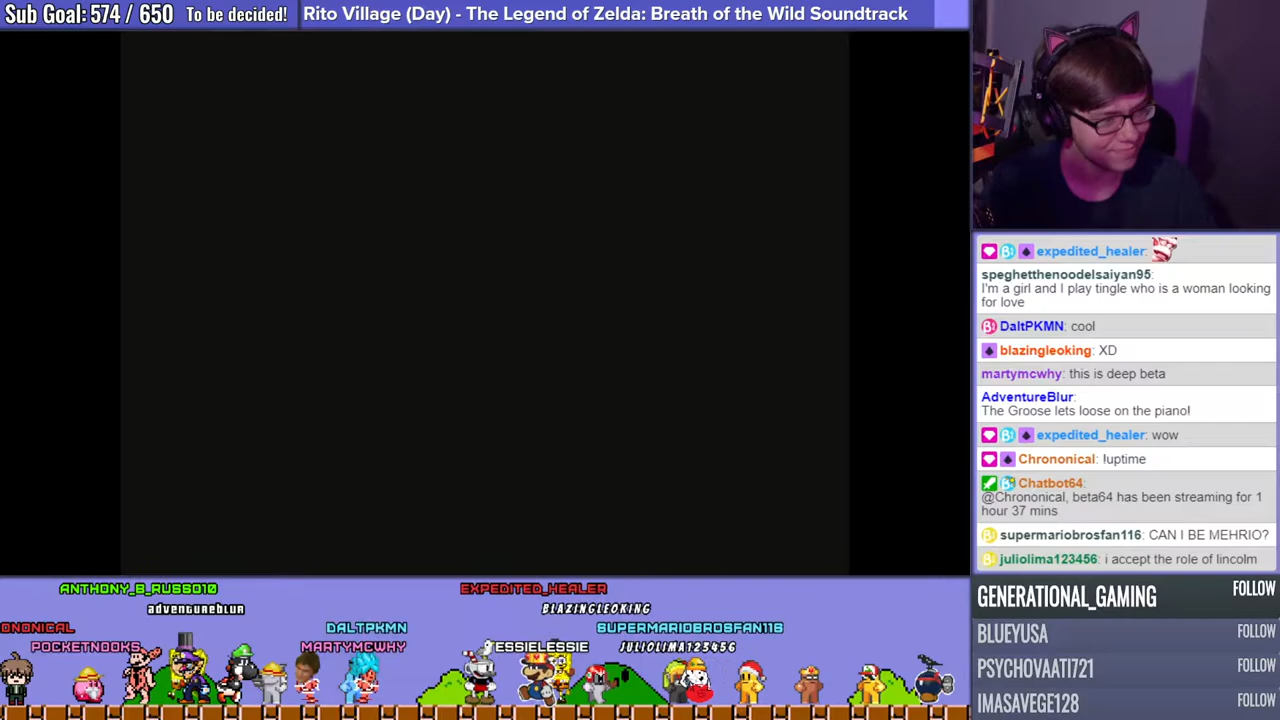 Sub Goal: 574 / 650 To be decided! Rito Village (Day) - The Legend of Zelda: Breath of the Wild Soundtrack
expedited_healer:
speghetthenoodelsaiyan95:
I'm a girl and I play tingle who is a woman looking
for love
DaltPKMN: cool
blazingleoking: XD
martymcwhy: this is deep beta
AdventureBlur:
The Groose lets loose on the piano!
expedited_healer: wow
Chrononical: !uptime
Chatbot64:
@Chrononical, beta64 has been streaming for 1
hour 37 mins
supermariobrosfan116: CAN I BE MEHRIO?
juliolima123456: i accept the role of lincolm
GENERATIONAL_GAMING FOLLOW
BLUEYUSA FOLLOW
PSYCHOVAATI721 FOLLOW
IMASAVEGE128 FOLLOW
ANTHONY_B_RUSSO10 EXPEDITED_HEALER
ADVENTUREBLUR BLAZINGLEOKING
ONONICAL DALTPKMN SUPERMARIOBROSFAN116
POCKETNOOKS MARTYMCWHY ESSIELESSIE JULIOLIMA123456